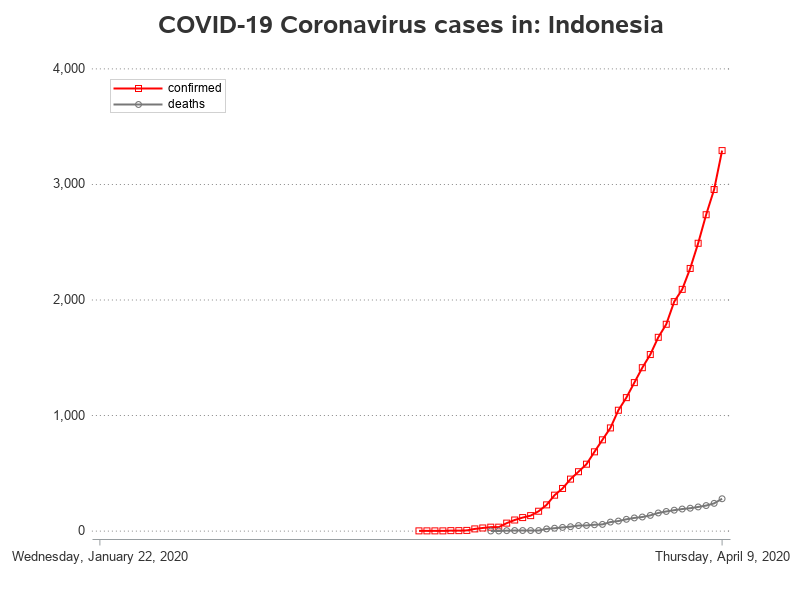 COVID-19 Coronavirus cases in: Indonesia
4,000
confirmed
deaths
3,000
2,000
1,000
0
Wednesday, January 22, 2020
Thursday, April 9, 2020